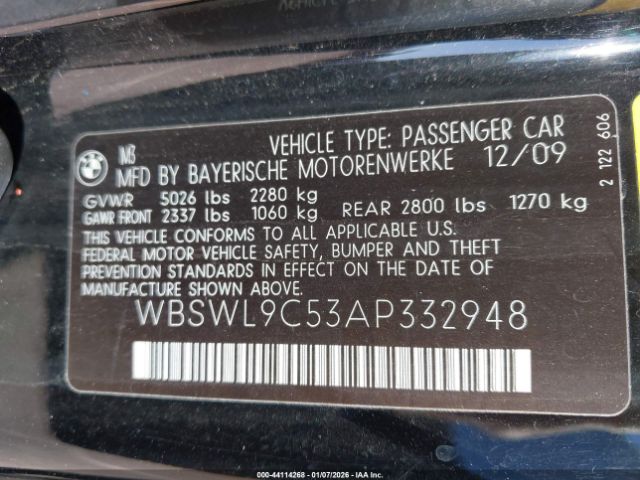 BMW
M3
VEHICLE TYPE: PASSENGER CAR
MFD BY BAYERISCHE MOTORENWERKE 12/09
GVWR 5026 lbs 2280 kg
GAWR FRONT 2337 lbs 1060 kg REAR 2800 lbs 1270 kg
THIS VEHICLE CONFORMS TO ALL APPLICABLE U.S.
FEDERAL MOTOR VEHICLE SAFETY, BUMPER AND THEFT
PREVENTION STANDARDS IN EFFECT ON THE DATE OF
MANUFACTURE SHOWN ABOVE.
WBSWL9C53AP332948
2 122 606
000-44114268 - 01/07/2026 - IAAI.COM